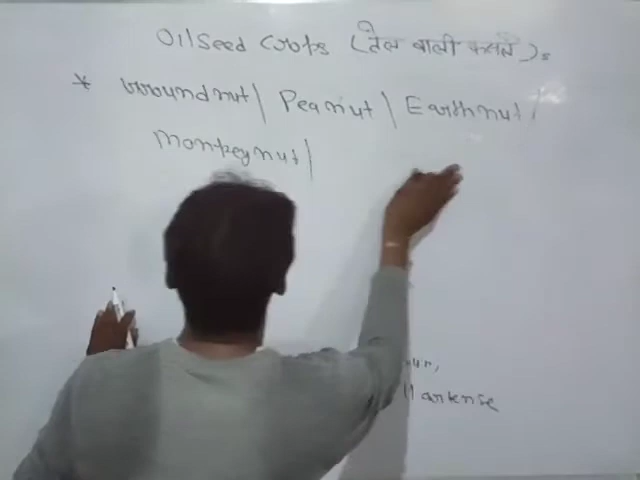 Oilseed Crops (तेल वाली फसलें):
* Groundnut | Peanut | Earthnut |
Monkeynut |